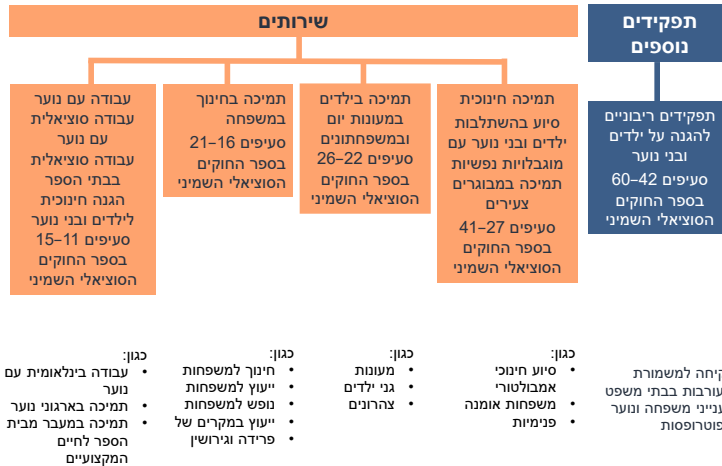 תפקידים
נוספים
שירותים
תפקידים ריבוניים
להגנה על ילדים
ובני נוער
סעיפים 42–60
בספר החוקים
הסוציאלי השמיני
תמיכה חינוכית
סיוע בהשתלבות
ילדים ובני נוער עם
מוגבלויות נפשיות
תמיכה במבוגרים
צעירים
סעיפים 27–41
בספר החוקים
הסוציאלי השמיני
תמיכה בילדים
במעונות יום
ובמשפחתונים
סעיפים 22–26
בספר החוקים
הסוציאלי השמיני
תמיכה בחינוך
במשפחה
סעיפים 16–21
בספר החוקים
הסוציאלי השמיני
עבודה עם נוער
עבודה סוציאלית
עם נוער
עבודה סוציאלית
בבתי הספר
הגנה חינוכית
לילדים ובני נוער
סעיפים 11–15
בספר החוקים
הסוציאלי השמיני
קיחה למשמורת
עורבות בבתי משפט
ענייני משפחה ונוער
פוטרופסות
כגון:
• סיוע חינוכי
אמבולטורי
• משפחות אומנה
• פנימיות
כגון:
• מעונות
• גני ילדים
• צהרונים
כגון:
• חינוך למשפחות
• ייעוץ למשפחות
• נופש למשפחות
• ייעוץ במקרים של
• פרידה וגירושין
כגון:
• עבודה בינלאומית עם
נוער
• תמיכה בארגוני נוער
• תמיכה במעבר מבית
הספר לחיים
המקצועיים